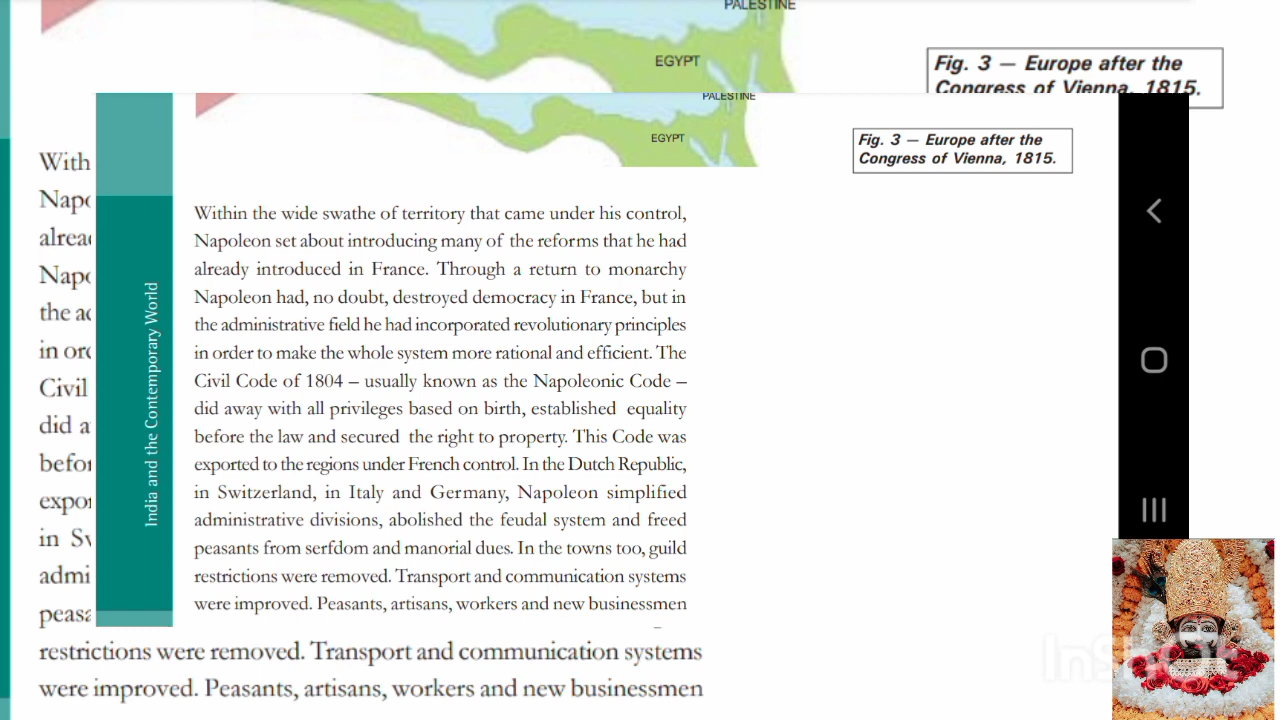 PALESTINE
EGYPT
Fig. 3 — Europe after the
Congress of Vienna, 1815.
PALESTINE
EGYPT
Fig. 3 — Europe after the
Congress of Vienna, 1815.
India and the Contemporary World
Within the wide swathe of territory that came under his control,
Napoleon set about introducing many of the reforms that he had
already introduced in France. Through a return to monarchy
Napoleon had, no doubt, destroyed democracy in France, but in
the administrative field he had incorporated revolutionary principles
in order to make the whole system more rational and efficient. The
Civil Code of 1804 – usually known as the Napoleonic Code –
did away with all privileges based on birth, established equality
before the law and secured the right to property. This Code was
exported to the regions under French control. In the Dutch Republic,
in Switzerland, in Italy and Germany, Napoleon simplified
administrative divisions, abolished the feudal system and freed
peasants from serfdom and manorial dues. In the towns too, guild
restrictions were removed. Transport and communication systems
were improved. Peasants, artisans, workers and new businessmen
With
Napo
alrea
Napo
the ad
in ord
Civil
did a
befor
expor
in Sw
admi
peasa
restrictions were removed. Transport and communication systems
were improved. Peasants, artisans, workers and new businessmen
InShot